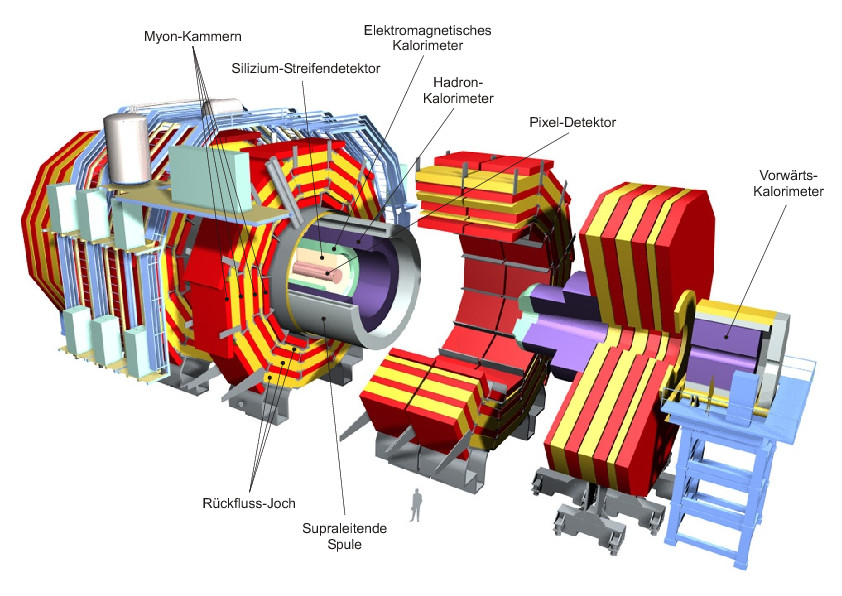 Myon-Kammern
Elektromagnetisches
Kalorimeter
Silizium-Streifendetektor
Hadron-
Kalorimeter
Pixel-Detektor
Vorwärts-
Kalorimeter
Rückfluss-Joch
Supraleitende
Spule